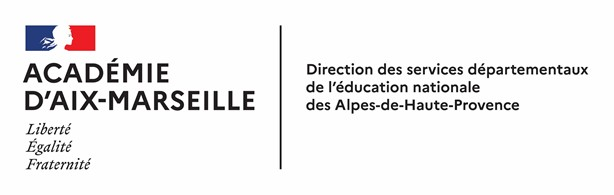 ACADÉMIE
D'AIX-MARSEILLE
Liberté
Égalité
Fraternité
Direction des services départementaux
de l'éducation nationale
des Alpes-de-Haute-Provence